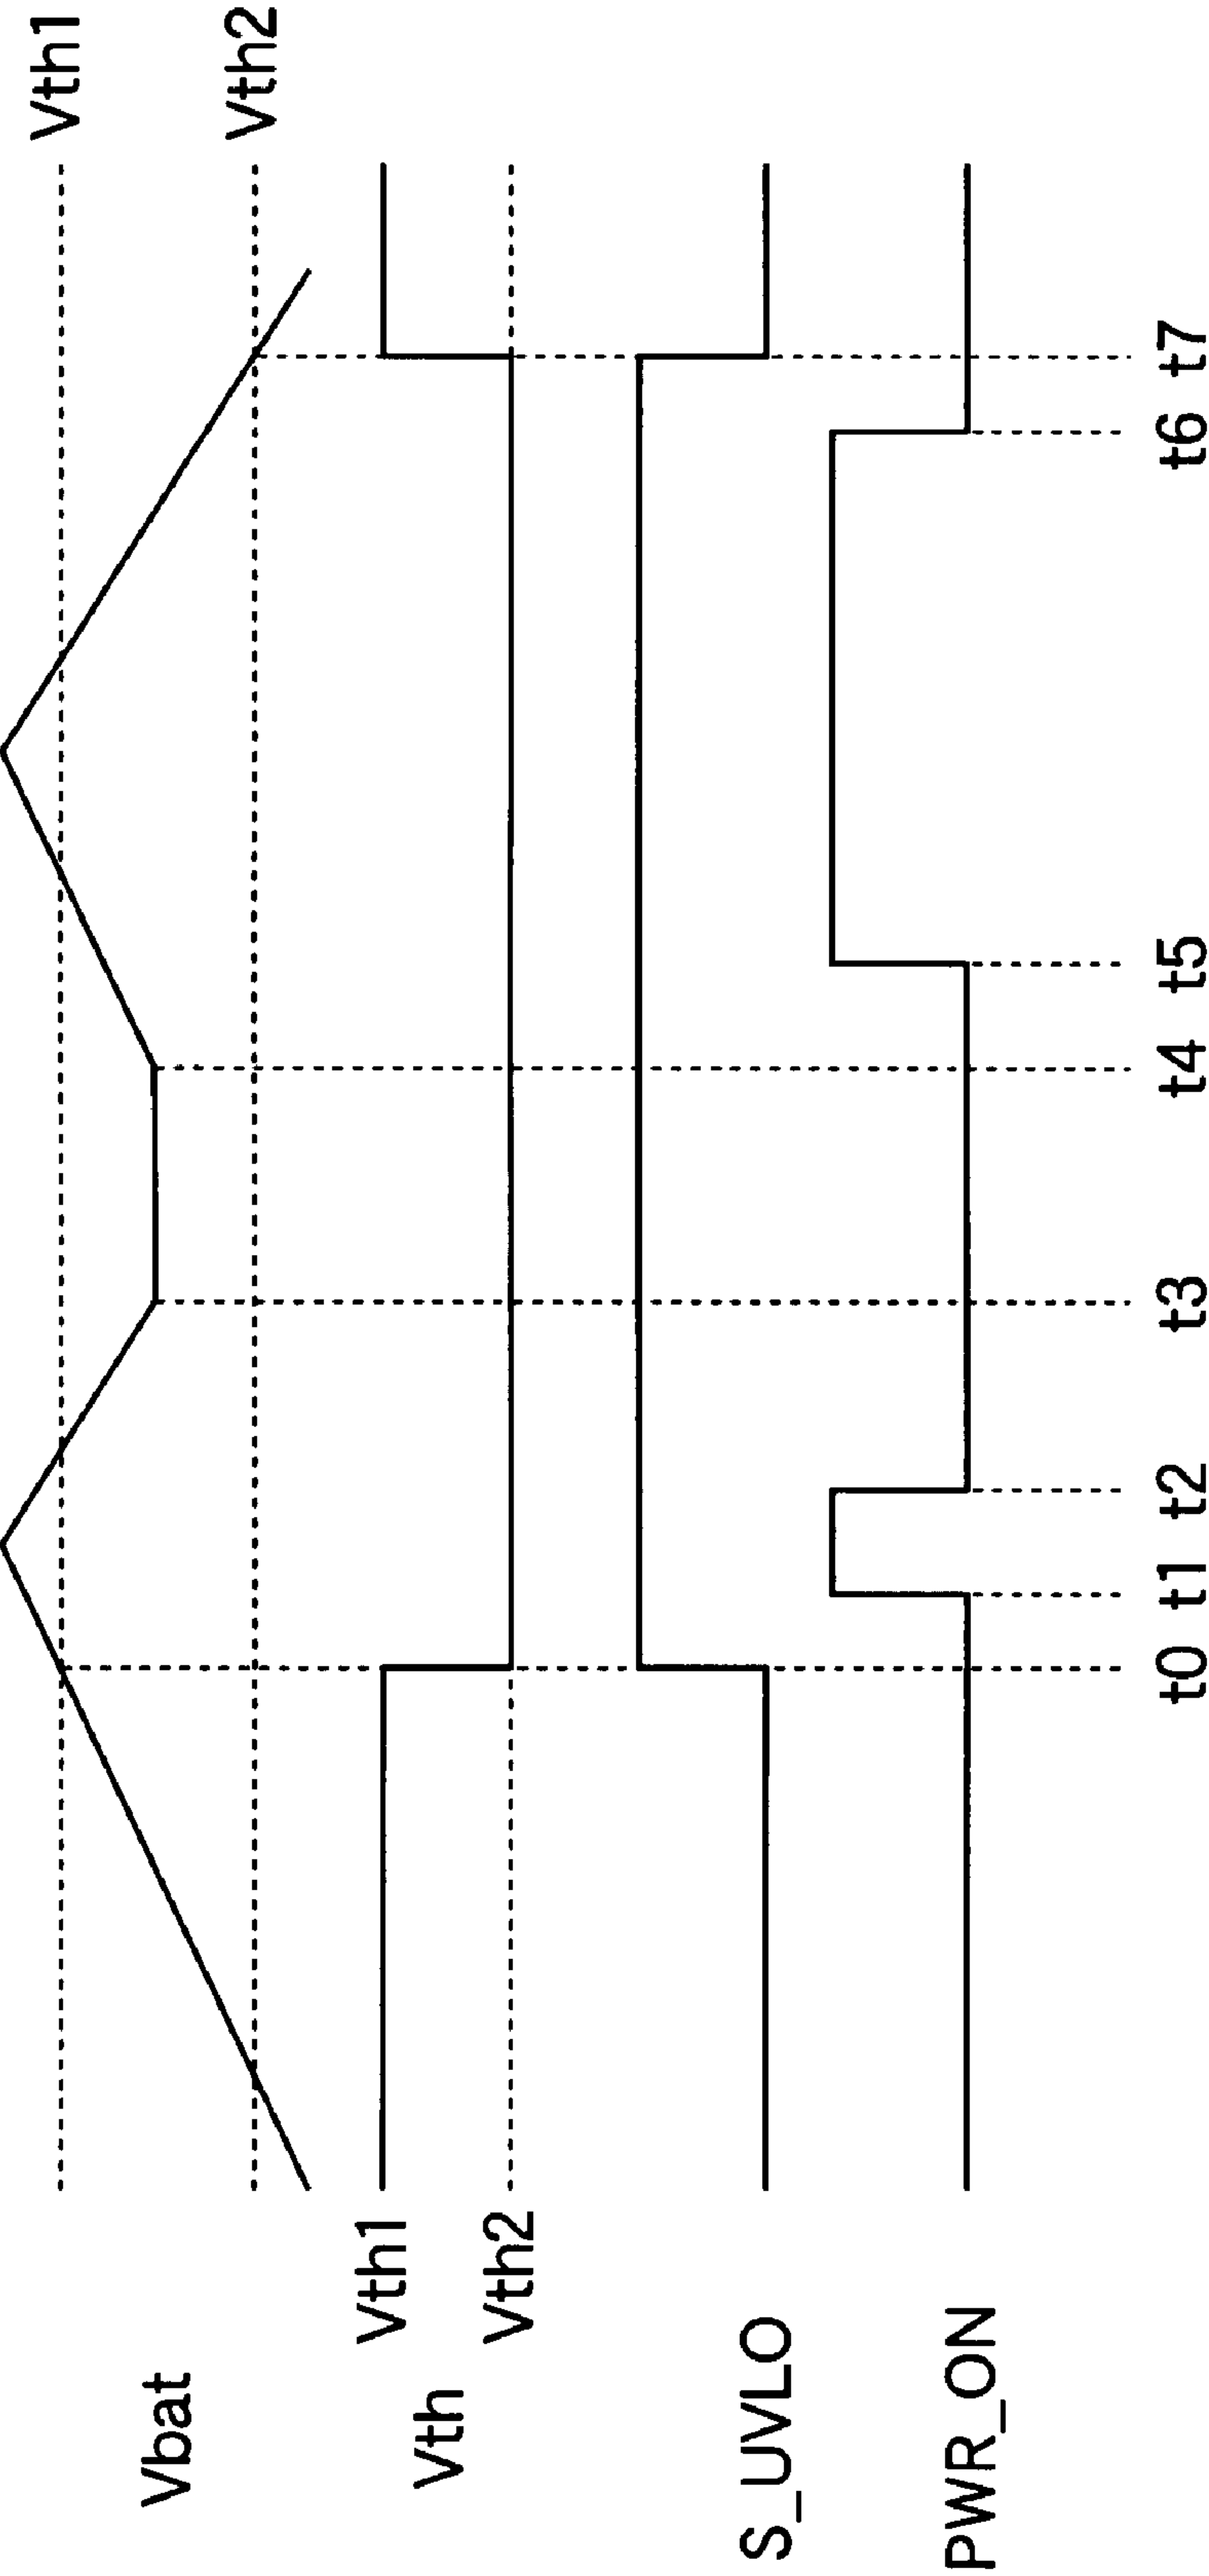 Vth1
Vth2
Vbat
Vth1
Vth
Vth2
S_UVLO
PWR_ON
t0 t1 t2 t3 t4 t5 t6 t7